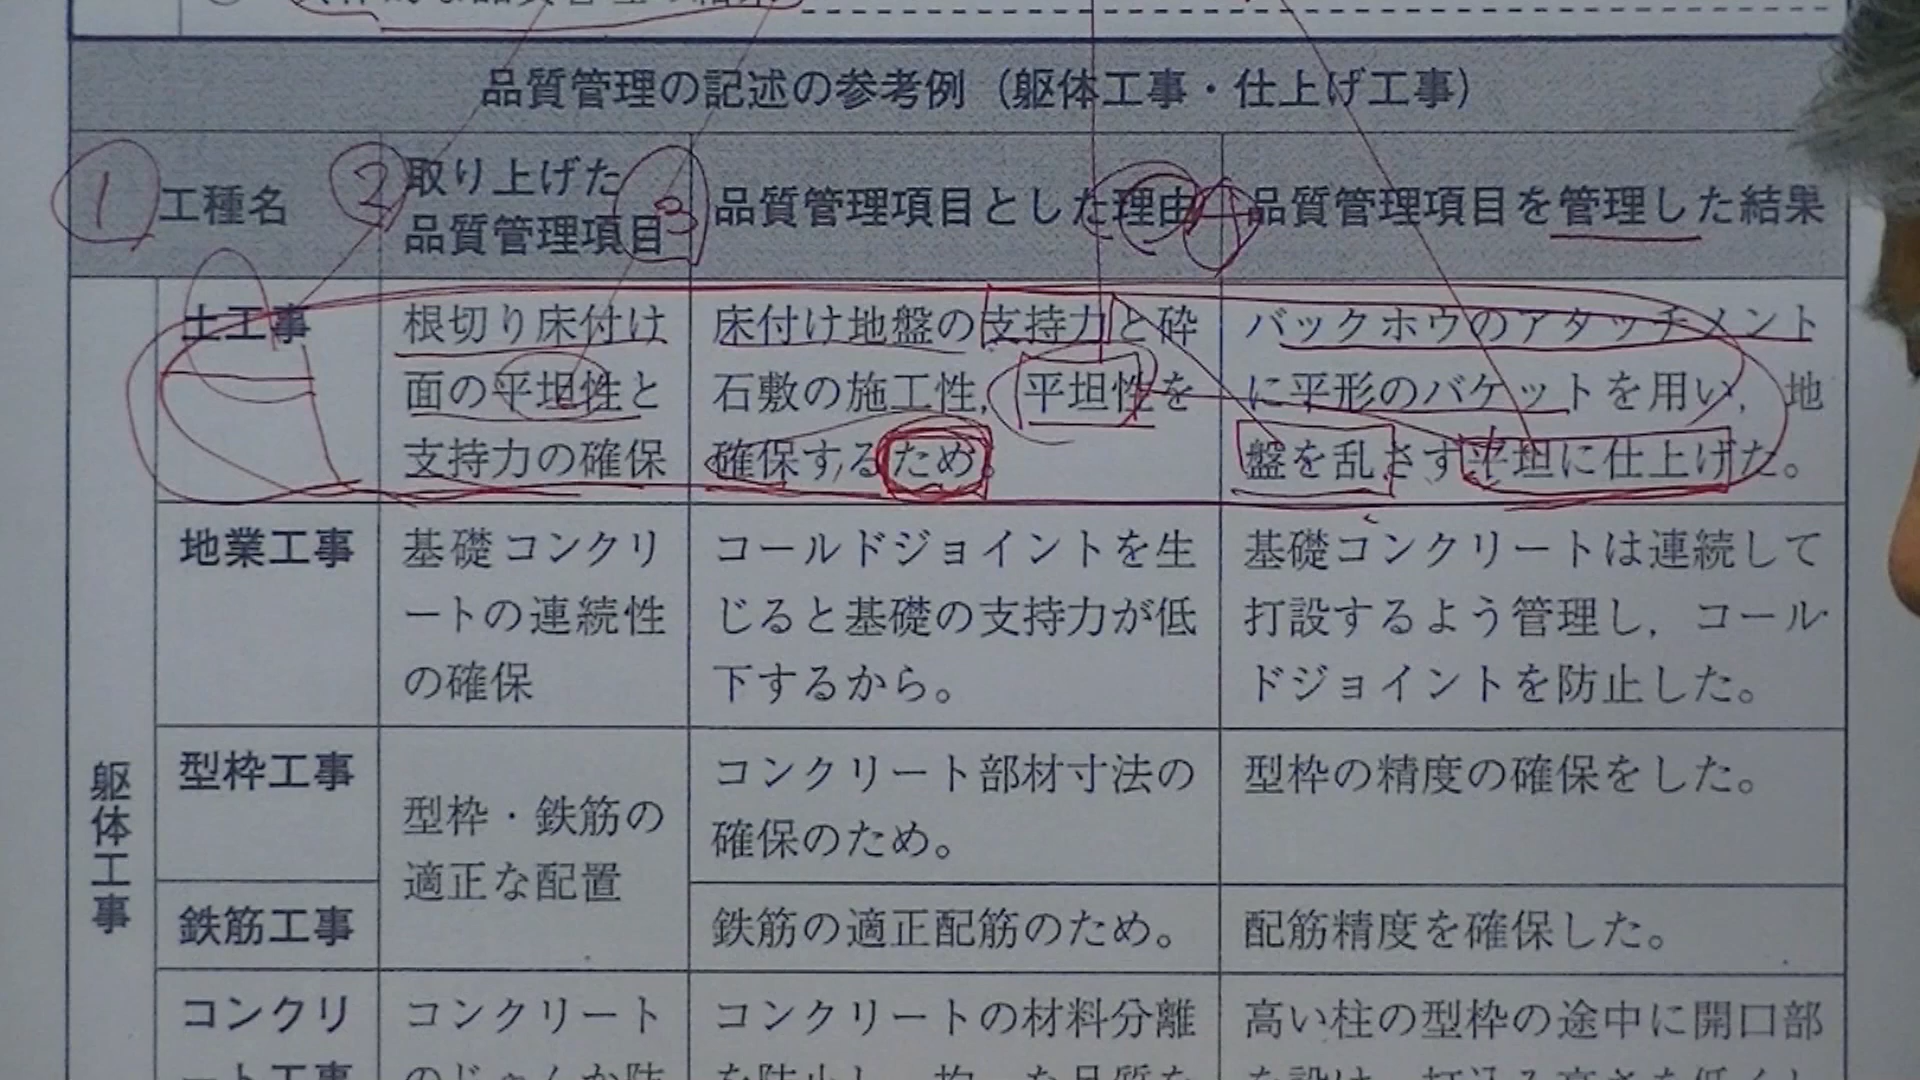 品質管理の記述の参考例（躯体工事・仕上げ工事）
1 工種名
2 取り上げた
品質管理項目
3 品質管理項目とした理由
4 品質管理項目を管理した結果
躯体工事
土工事
根切り床付け
面の平坦性と
支持力の確保
床付け地盤の支持力と砕
石敷の施工性，平坦性を
確保するため。
バックホウのアタッチメント
に平形のバケットを用い，地
盤を乱さず平坦に仕上げた。
地業工事
基礎コンクリ
ートの連続性
の確保
コールドジョイントを生
じると基礎の支持力が低
下するから。
基礎コンクリートは連続して
打設するよう管理し，コール
ドジョイントを防止した。
型枠工事
型枠・鉄筋の
適正な配置
コンクリート部材寸法の
確保のため。
型枠の精度の確保をした。
鉄筋工事
鉄筋の適正配筋のため。
配筋精度を確保した。
コンクリ
ート工事
コンクリート
コンクリートの材料分離
高い柱の型枠の途中に開口部